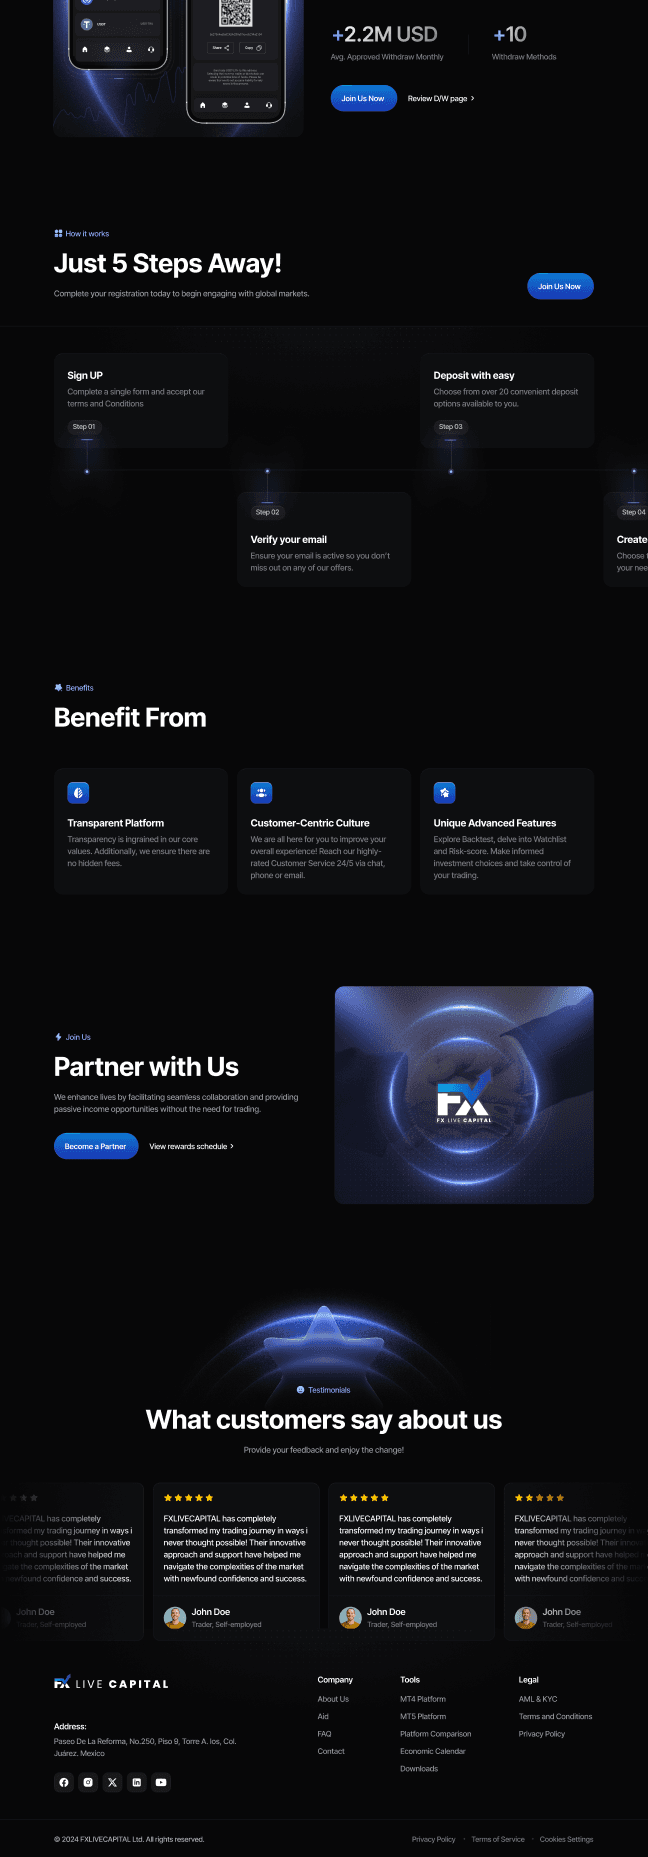 USDT
Share
Copy
+2.2M USD
Avg. Approved Withdraw Monthly
+10
Withdraw Methods
Join Us Now
Review D/W page
How it works
Just 5 Steps Away!
Complete your registration today to begin engaging with global markets.
Join Us Now
Sign UP
Complete a single form and accept our
terms and Conditions
Step 01
Deposit with easy
Choose from over 20 convenient deposit
options available to you.
Step 03
Step 02
Verify your email
Ensure your email is active so you don't
miss out on any of our offers.
Step 04
Create
Choose
your nee
Benefits
Benefit From
Transparent Platform
Transparency is ingrained in our core
values. Additionally, we ensure there are
no hidden fees.
Customer-Centric Culture
We are all here for you to improve your
overall experience! Reach our highly-
rated Customer Service 24/5 via chat,
phone or email.
Unique Advanced Features
Explore Backtest, delve into Watchlist
and Risk-score. Make informed
investment choices and take control of
your trading.
Join Us
Partner with Us
We enhance lives by facilitating seamless collaboration and providing
passive income opportunities without the need for trading.
Become a Partner
View rewards schedule
FX
FX LIVE CAPITAL
Testimonials
What customers say about us
Provide your feedback and enjoy the change!
VECAPITAL has completely
sformed my trading journey in ways i
er thought possible! Their innovative
oach and support have helped me
gate the complexities of the market
newfound confidence and success.
John Doe
Trader, Self-employed
FXLIVECAPITAL has completely
transformed my trading journey in ways i
never thought possible! Their innovative
approach and support have helped me
navigate the complexities of the market
with newfound confidence and success.
John Doe
Trader, Self-employed
FXLIVECAPITAL has completely
transformed my trading journey in ways i
never thought possible! Their innovative
approach and support have helped me
navigate the complexities of the market
with newfound confidence and success.
John Doe
Trader, Self-employed
FXLIVECAPITAL has completely
transformed my trading journey in w
never thought possible! Their innov
approach and support have helped
navigate the complexities of the ma
with newfound confidence and suc
John Doe
Trader, Self-employed
FX LIVE CAPITAL
Address:
Paseo De La Reforma, No.250, Piso 9, Torre A. los, Col.
Juárez. Mexico
Company
About Us
Aid
FAQ
Contact
Tools
MT4 Platform
MT5 Platform
Platform Comparison
Economic Calendar
Downloads
Legal
AML & KYC
Terms and Conditions
Privacy Policy
© 2024 FXLIVECAPITAL Ltd. All rights reserved.
Privacy Policy
Terms of Service
Cookies Settings